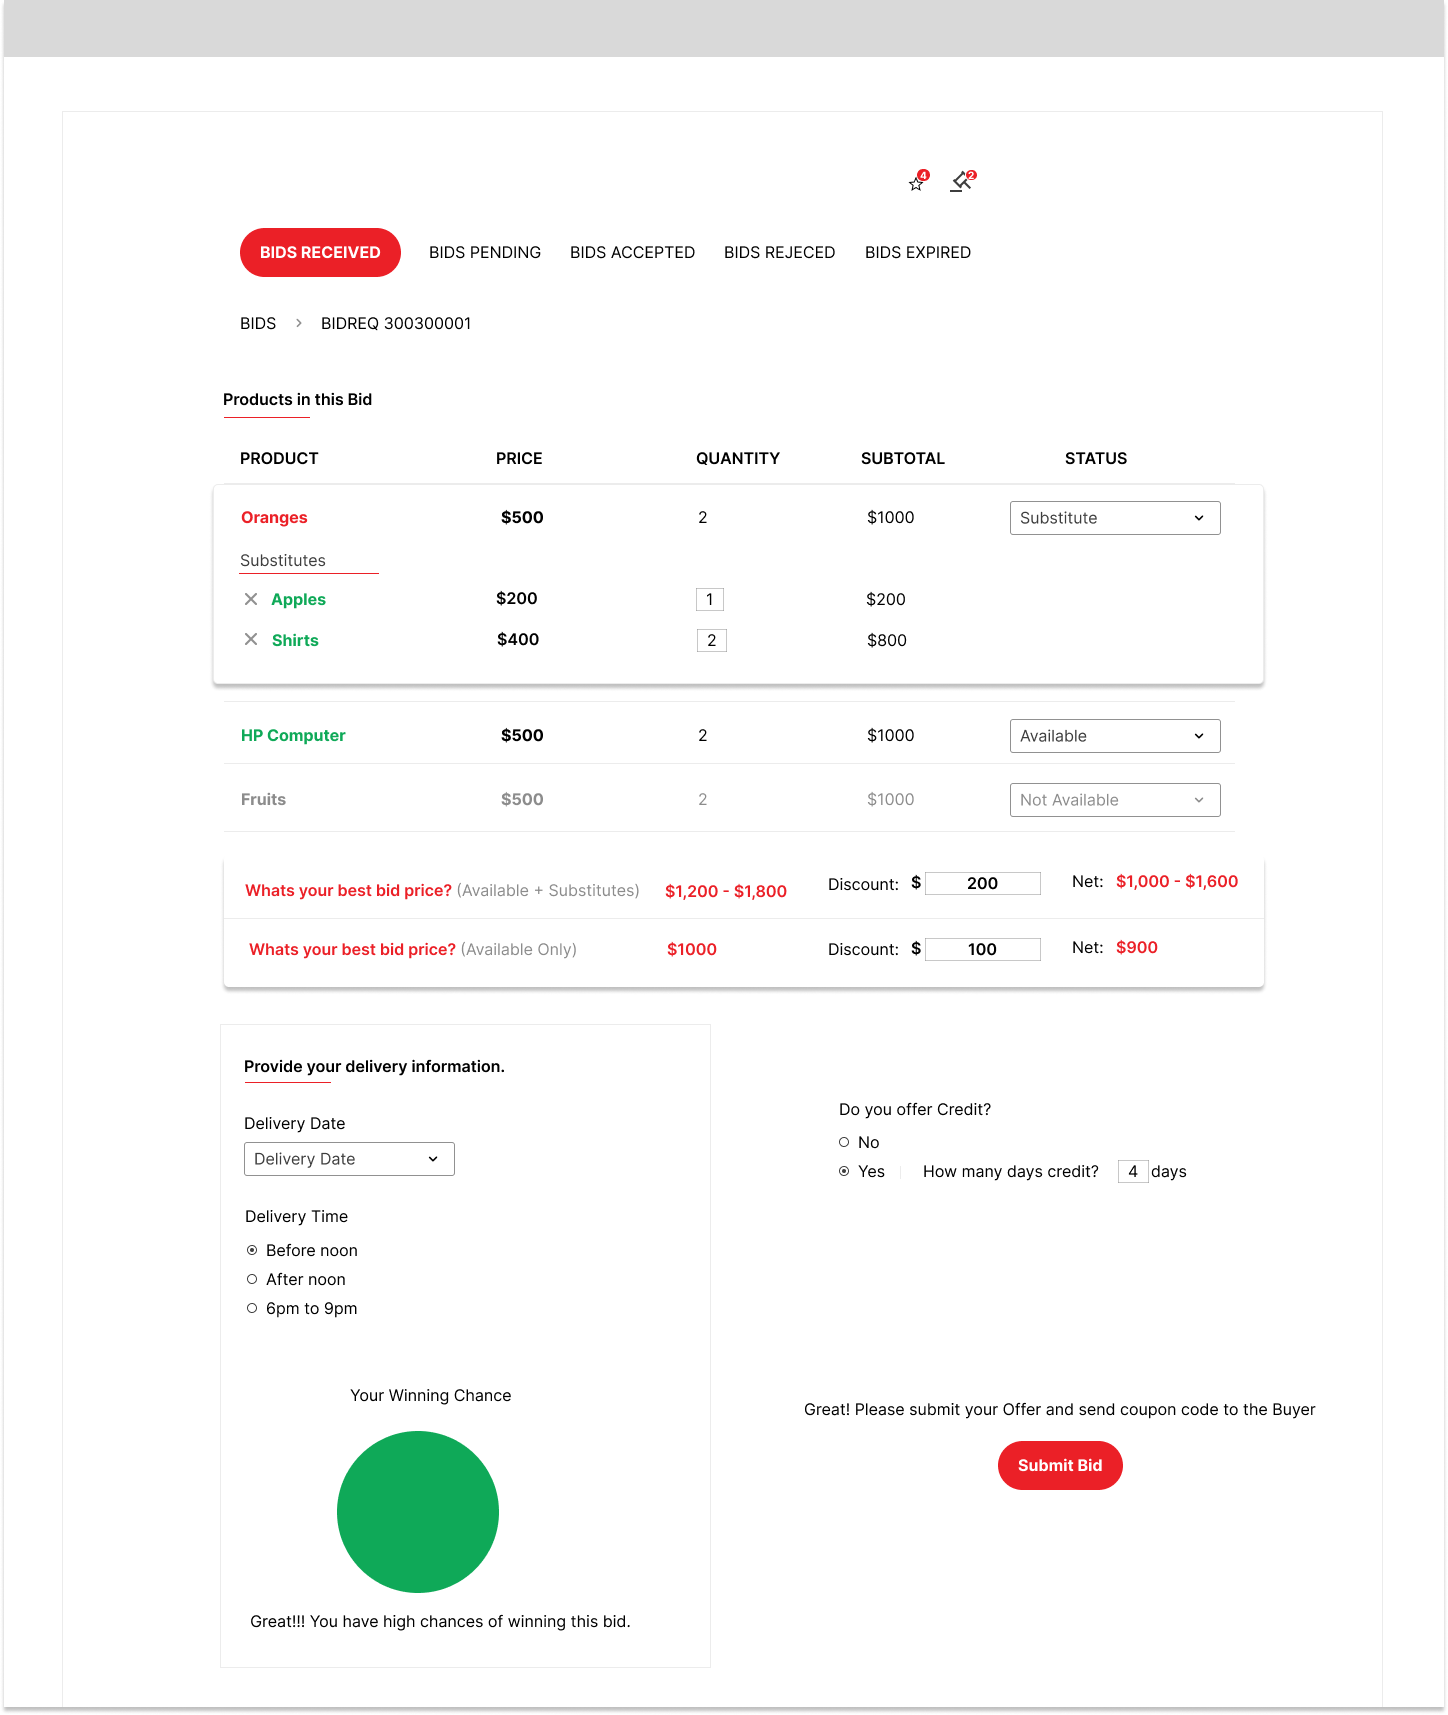 4 2
BIDS RECEIVED BIDS PENDING BIDS ACCEPTED BIDS REJECED BIDS EXPIRED
BIDS > BIDREQ 300300001
Products in this Bid
PRODUCT PRICE QUANTITY SUBTOTAL STATUS
Oranges $500 2 $1000 Substitute
Substitutes
Apples $200 1 $200
Shirts $400 2 $800
HP Computer $500 2 $1000 Available
Fruits $500 2 $1000 Not Available
Whats your best bid price? (Available + Substitutes) $1,200 - $1,800 Discount: $ 200 Net: $1,000 - $1,600
Whats your best bid price? (Available Only) $1000 Discount: $ 100 Net: $900
Provide your delivery information.
Delivery Date
Delivery Date
Delivery Time
Before noon
After noon
6pm to 9pm
Your Winning Chance
Great!!! You have high chances of winning this bid.
Do you offer Credit?
No
Yes How many days credit? 4 days
Great! Please submit your Offer and send coupon code to the Buyer
Submit Bid